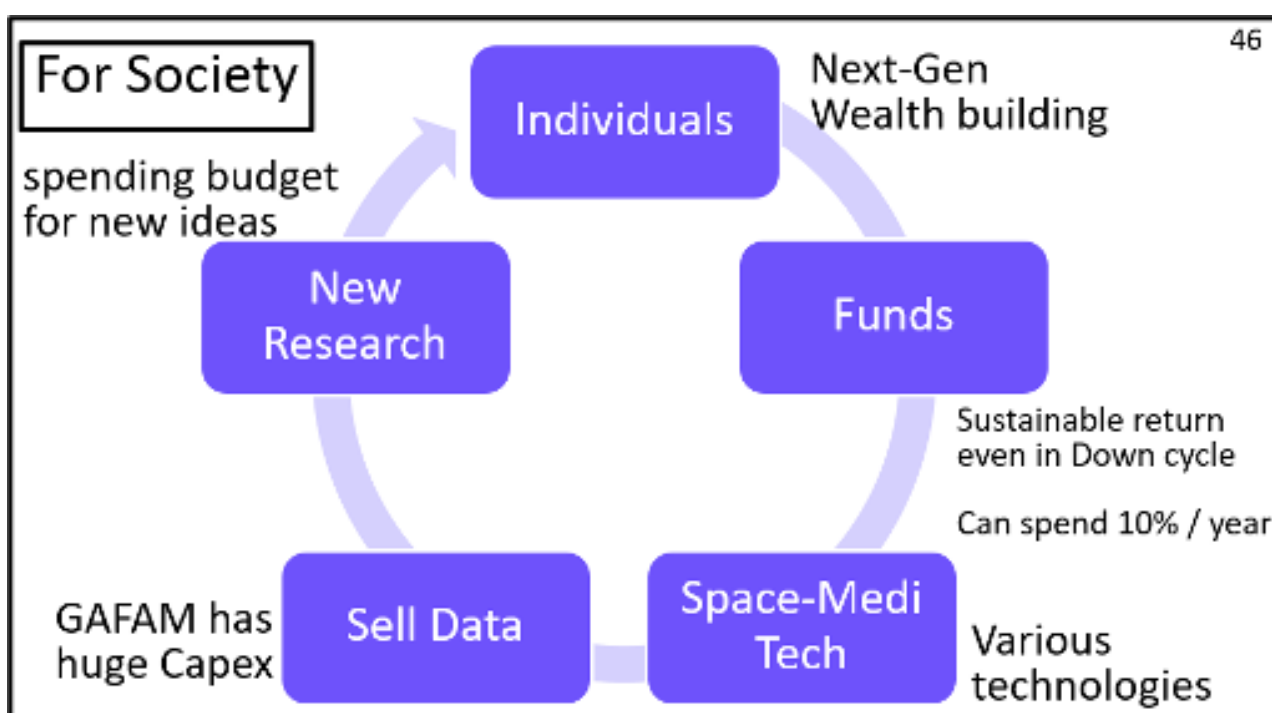 46
For Society
Individuals
Next-Gen
Wealth building
spending budget
for new ideas
New
Research
Funds
Sustainable return
even in Down cycle
Can spend 10% / year
Sell Data
Space-Medi
Tech
GAFAM has
huge Capex
Various
technologies